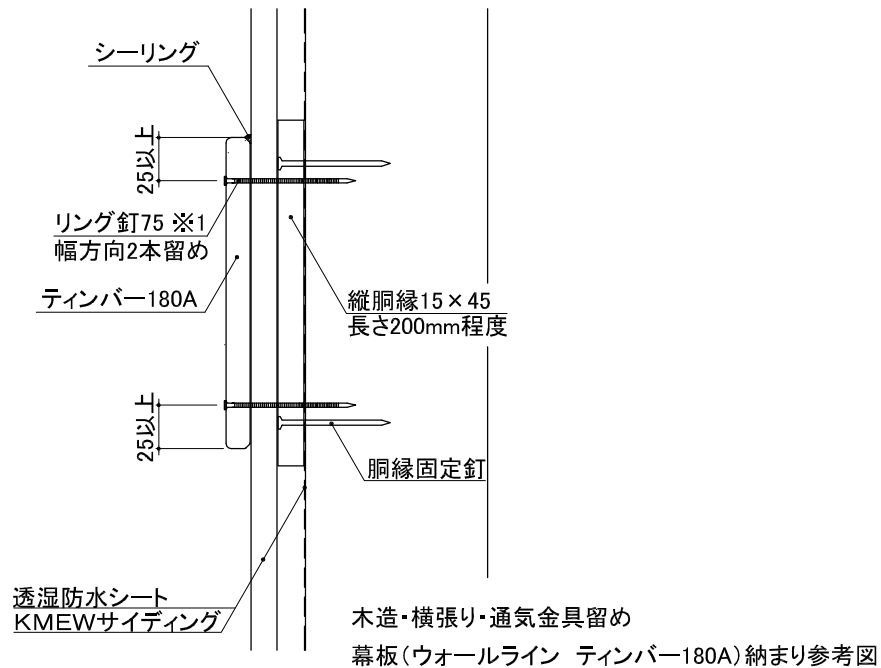 シーリング
25以上
リング釘75 ※1
幅方向2本留め
ティンバー180A
縦胴縁15×45
長さ200mm程度
25以上
胴縁固定釘
透湿防水シート
KMEWサイディング
木造・横張り・通気金具留め
幕板(ウォールライン ティンバー180A)納まり参考図